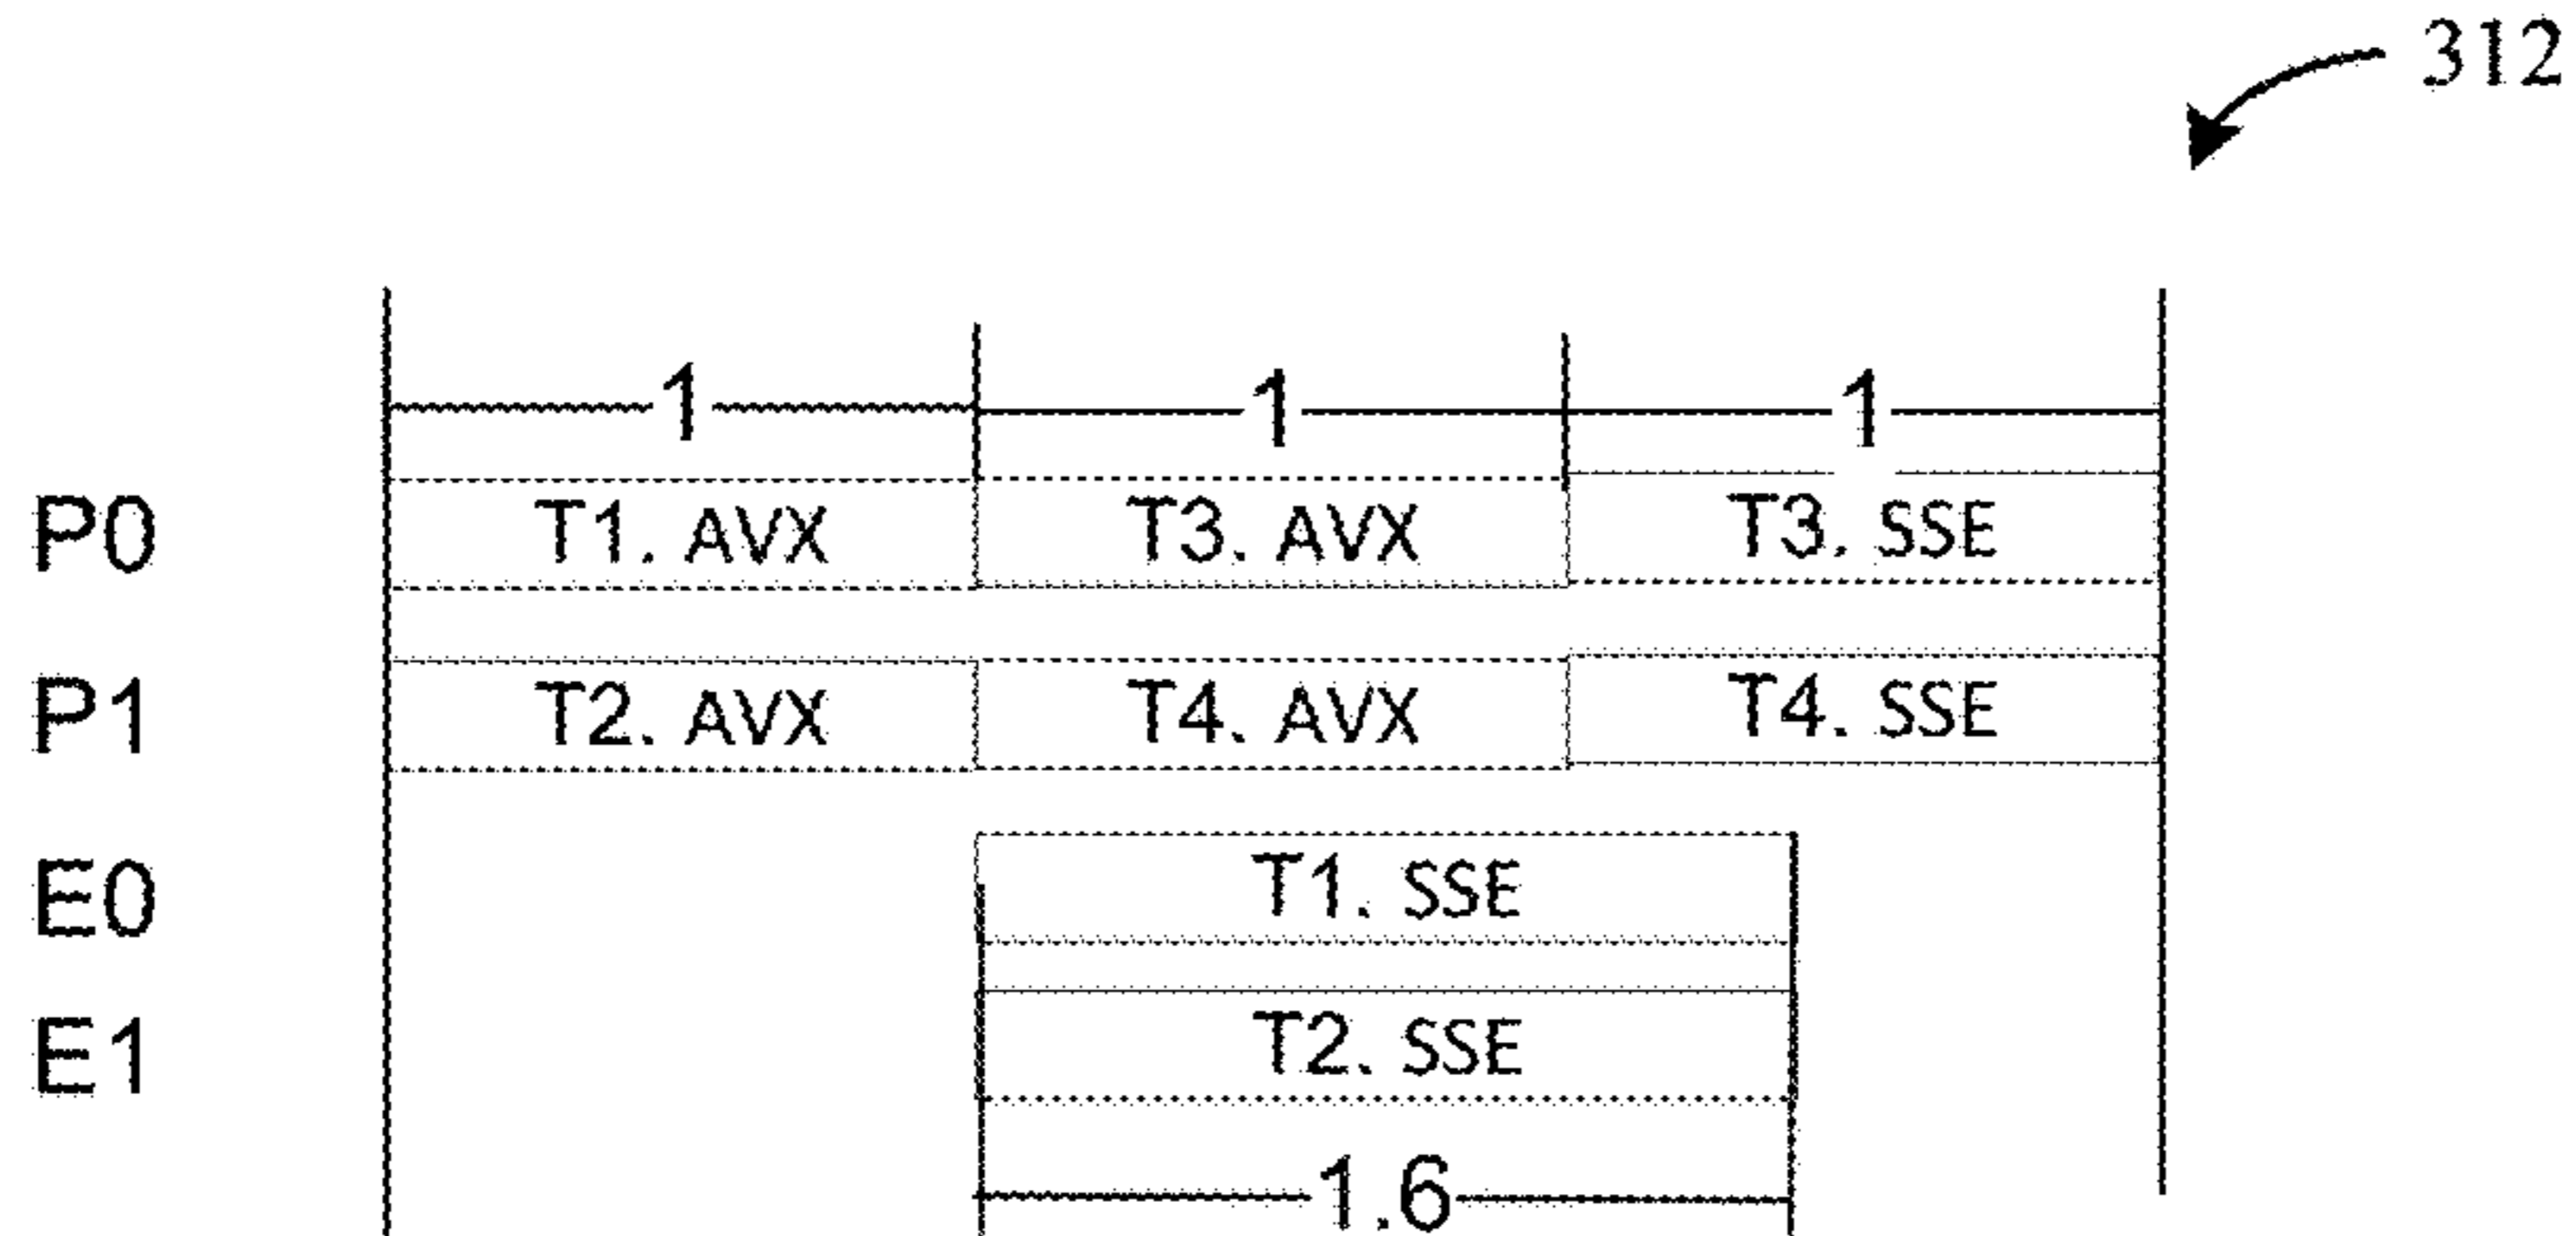 312
1 1 1
P0 T1. AVX T3. AVX T3. SSE
P1 T2. AVX T4. AVX T4. SSE
E0 T1. SSE
E1 T2. SSE
1.6